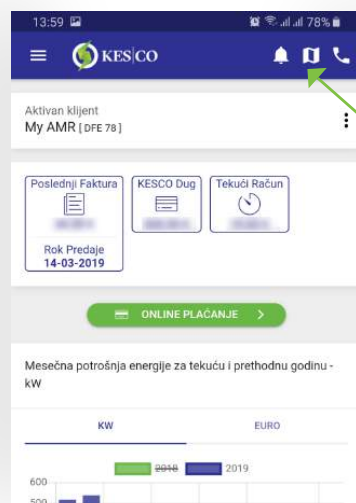 13:59 78%
KES|CO
Aktivan klijent
My AMR [ DFE 78 ]
Poslednji Faktura KESCO Dug Tekući Račun
Rok Predaje
14-03-2019
ONLINE PLAĆANJE
Mesečna potrošnja energije za tekuću i prethodnu godinu -
kW
KW EURO
2018 2019
600
500